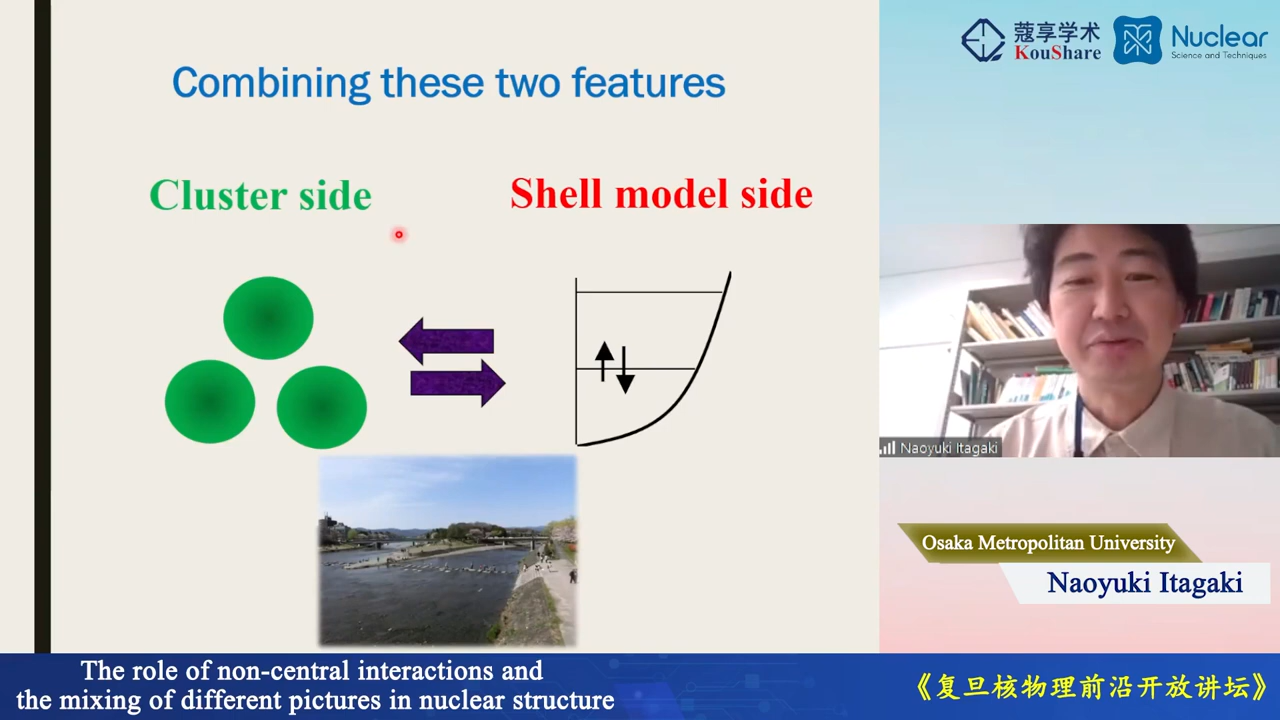 Combining these two features
Cluster side
Shell model side
蔻享学术
KouShare
Nuclear
Science and Techniques
Naoyuki Itagaki
Osaka Metropolitan University
Naoyuki Itagaki
The role of non-central interactions and
the mixing of different pictures in nuclear structure
《复旦核物理前沿开放讲坛》